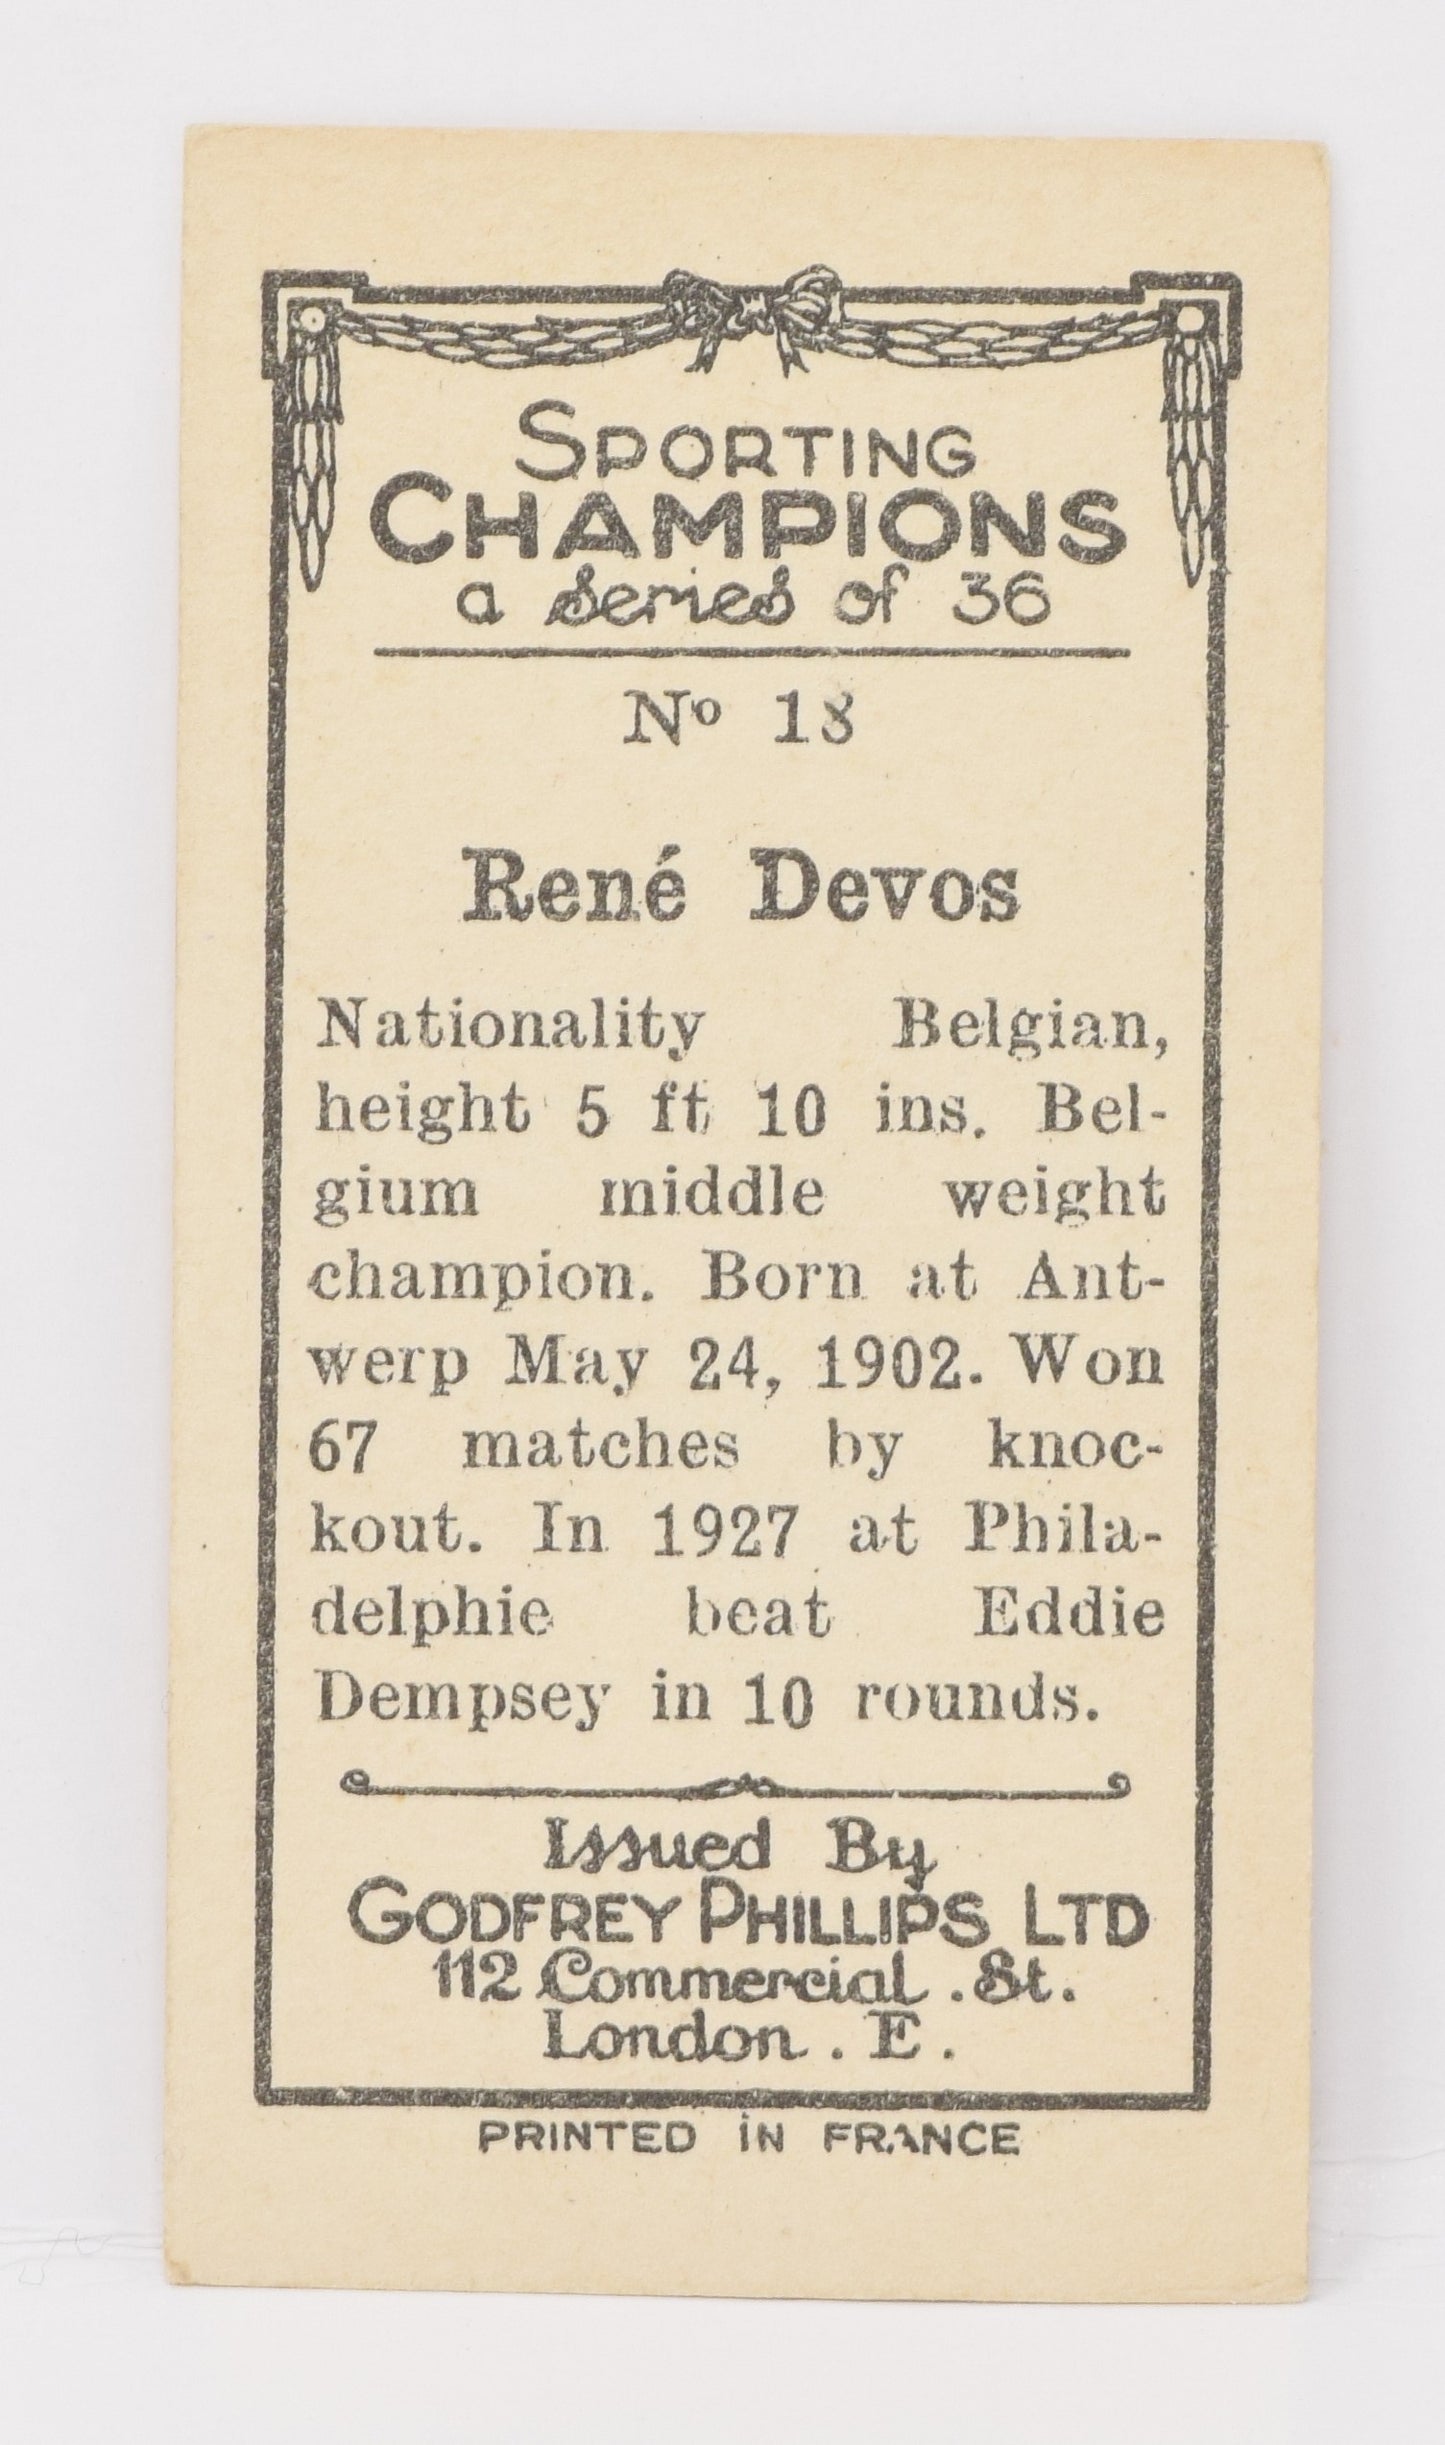 SPORTING
CHAMPIONS
a series of 36
No 18
René Devos
Nationality Belgian,
height 5 ft 10 ins. Bel-
gium middle weight
champion. Born at Ant-
werp May 24, 1902. Won
67 matches by knoc-
kout. In 1927 at Phila-
delphie beat Eddie
Dempsey in 10 rounds.
Issued By
GODFREY PHILLIPS LTD
112 Commercial. St.
London. E.
PRINTED IN FRANCE